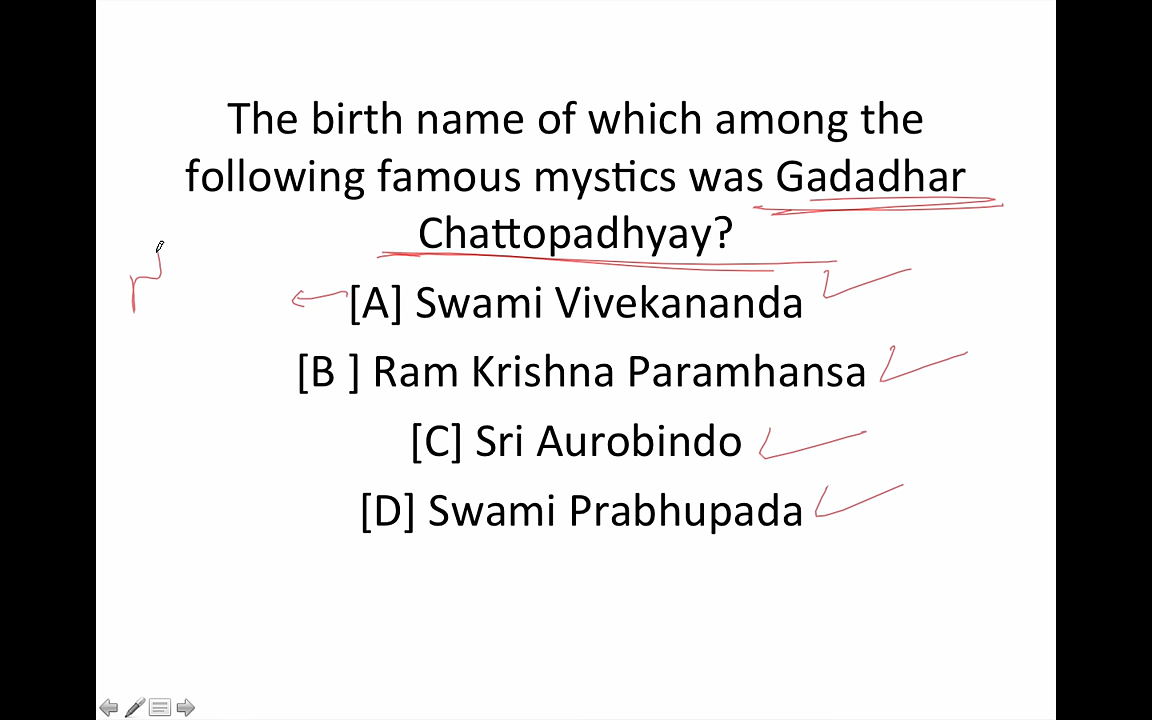 The birth name of which among the
following famous mystics was Gadadhar
Chattopadhyay?
[A] Swami Vivekananda
[B ] Ram Krishna Paramhansa
[C] Sri Aurobindo
[D] Swami Prabhupada